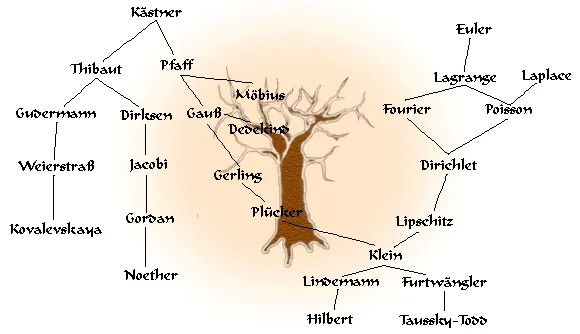 Kästner
Euler
Thibaut
Pfaff
Lagrange
Laplace
Möbius
Gudermann
Dirksen
Gauß
Fourier
Poisson
Dedekind
Weierstraß
Jacobi
Gerling
Dirichlet
Plücker
Kovalevskaya
Gordan
Lipschitz
Klein
Noether
Lindemann
Furtwängler
Hilbert
Taussky-Todd